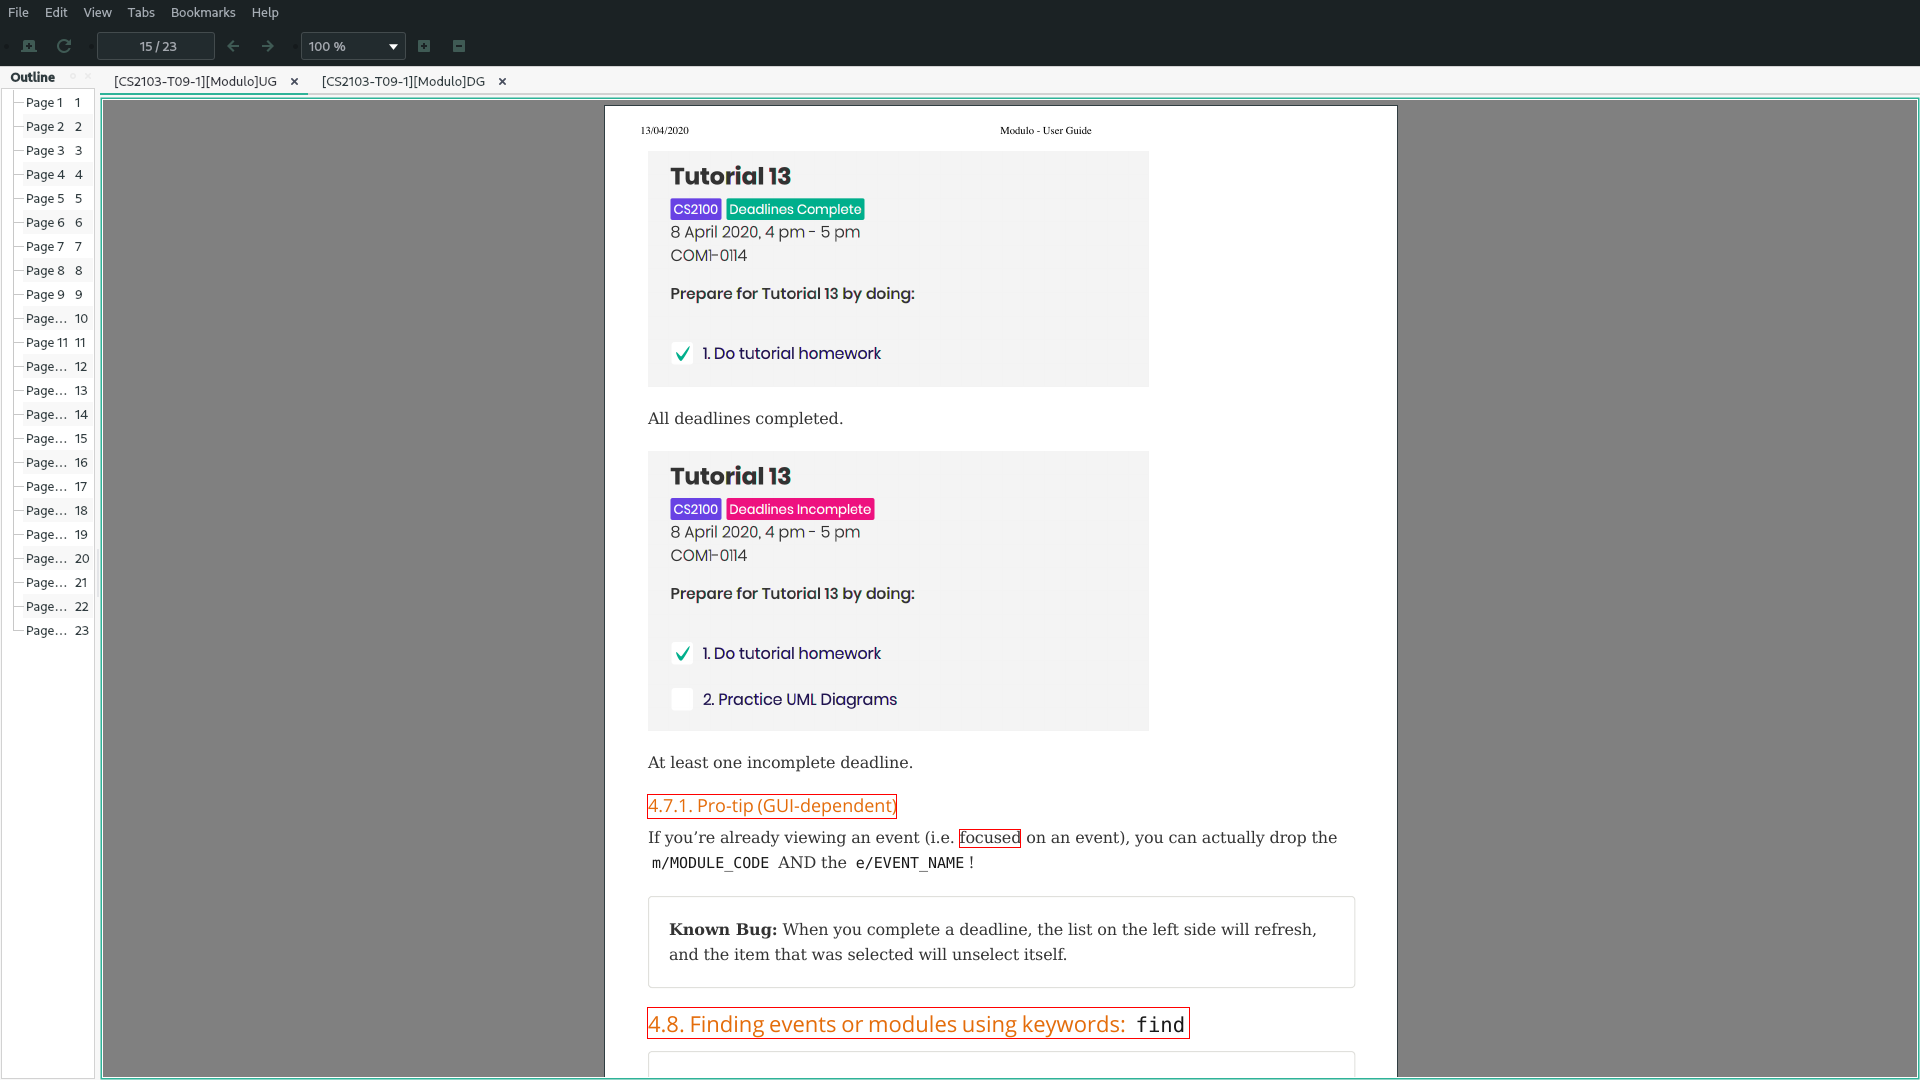 File Edit View Tabs Bookmarks Help
15 / 23 100 %
Outline
[CS2103-T09-1][Modulo]UG [CS2103-T09-1][Modulo]DG
Page 1 1
Page 2 2
Page 3 3
Page 4 4
Page 5 5
Page 6 6
Page 7 7
Page 8 8
Page 9 9
Page... 10
Page 11 11
Page... 12
Page... 13
Page... 14
Page... 15
Page... 16
Page... 17
Page... 18
Page... 19
Page... 20
Page... 21
Page... 22
Page... 23
13/04/2020 Modulo - User Guide
Tutorial 13
CS2100 Deadlines Complete
8 April 2020, 4 pm - 5 pm
COM1-0114
Prepare for Tutorial 13 by doing:
1. Do tutorial homework
All deadlines completed.
Tutorial 13
CS2100 Deadlines Incomplete
8 April 2020, 4 pm - 5 pm
COM1-0114
Prepare for Tutorial 13 by doing:
1. Do tutorial homework
2. Practice UML Diagrams
At least one incomplete deadline.
4.7.1. Pro-tip (GUI-dependent)
If you’re already viewing an event (i.e. focused on an event), you can actually drop the
m/MODULE_CODE AND the e/EVENT_NAME !
Known Bug: When you complete a deadline, the list on the left side will refresh,
and the item that was selected will unselect itself.
4.8. Finding events or modules using keywords: find